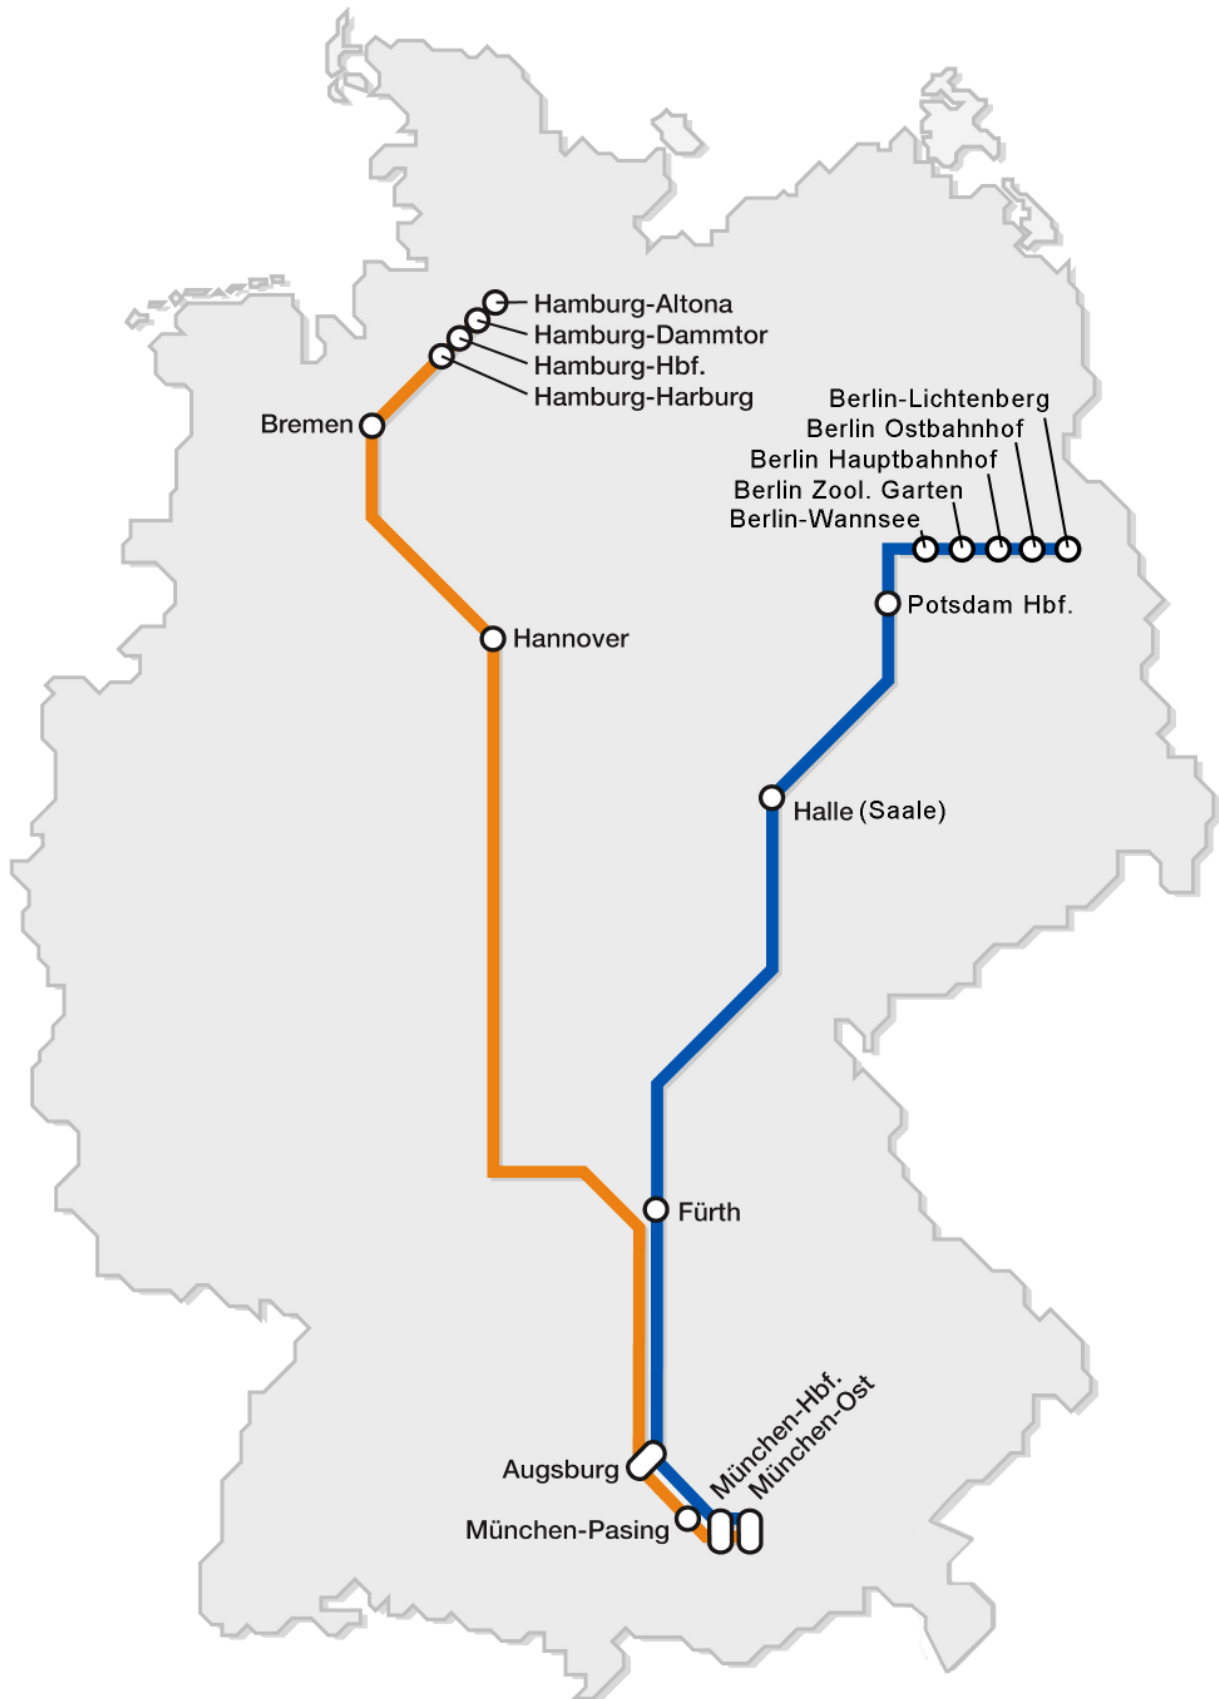 Hamburg-Altona
Hamburg-Dammtor
Hamburg-Hbf.
Hamburg-Harburg
Bremen
Berlin-Lichtenberg
Berlin Ostbahnhof
Berlin Hauptbahnhof
Berlin Zool. Garten
Berlin-Wannsee
Potsdam Hbf.
Hannover
Halle (Saale)
Fürth
München-Hbf.
München-Ost
Augsburg
München-Pasing